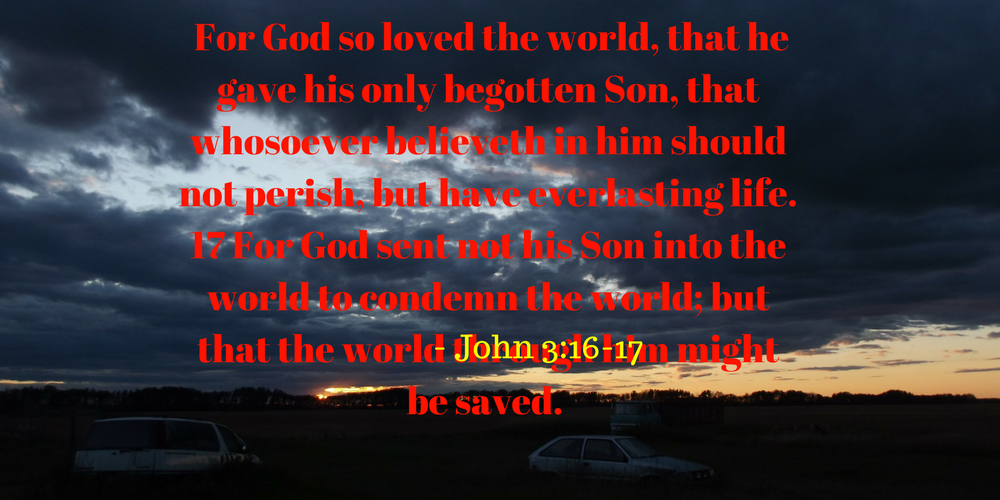 For God so loved the world, that he
gave his only begotten Son, that
whosoever believeth in him should
not perish, but have everlasting life.
17 For God sent not his Son into the
world to condemn the world; but
that the world through him might
be saved.
- John 3:16-17